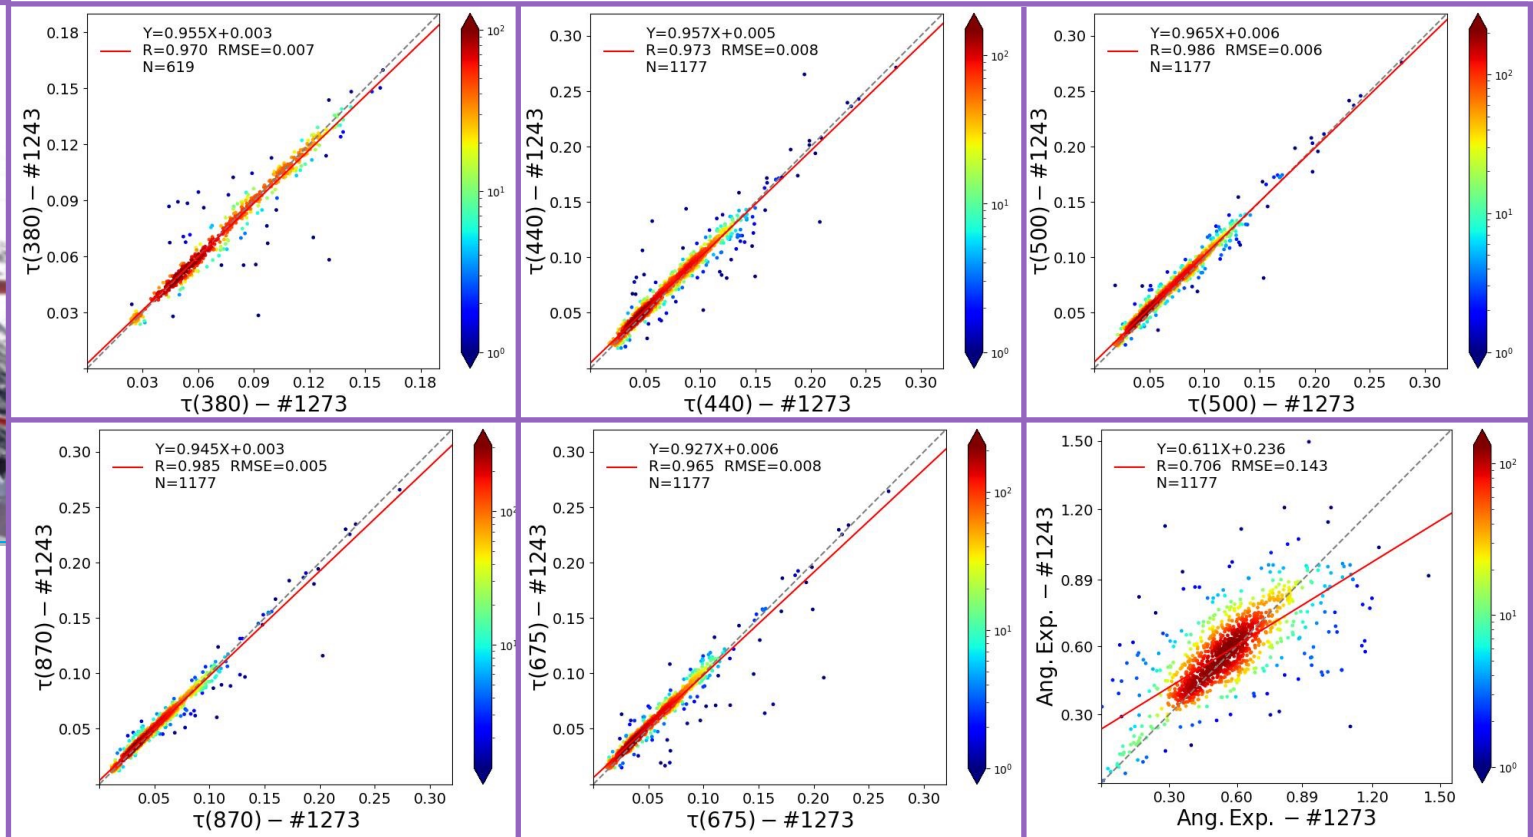 Y=0.955X+0.003
R=0.970 RMSE=0.007
N=619
0.18
0.15
0.12
0.09
0.06
0.03
τ(380) − #1243
0.03 0.06 0.09 0.12 0.15 0.18
τ(380) − #1273
10²
10¹
10⁰
Y=0.957X+0.005
R=0.973 RMSE=0.008
N=1177
0.30
0.25
0.20
0.15
0.10
0.05
τ(440) − #1243
0.05 0.10 0.15 0.20 0.25 0.30
τ(440) − #1273
10²
10¹
10⁰
Y=0.965X+0.006
R=0.986 RMSE=0.006
N=1177
0.30
0.25
0.20
0.15
0.10
0.05
τ(500) − #1243
0.05 0.10 0.15 0.20 0.25 0.30
τ(500) − #1273
10²
10¹
10⁰
Y=0.945X+0.003
R=0.985 RMSE=0.005
N=1177
0.30
0.25
0.20
0.15
0.10
0.05
τ(870) − #1243
0.05 0.10 0.15 0.20 0.25 0.30
τ(870) − #1273
10²
10¹
Y=0.927X+0.006
R=0.965 RMSE=0.008
N=1177
0.30
0.25
0.20
0.15
0.10
0.05
τ(675) − #1243
0.05 0.10 0.15 0.20 0.25 0.30
τ(675) − #1273
10²
10¹
10⁰
Y=0.611X+0.236
R=0.706 RMSE=0.143
N=1177
1.50
1.20
0.89
0.60
0.30
Ang. Exp. − #1243
0.30 0.60 0.89 1.20 1.50
Ang. Exp. − #1273
10²
10¹
10⁰